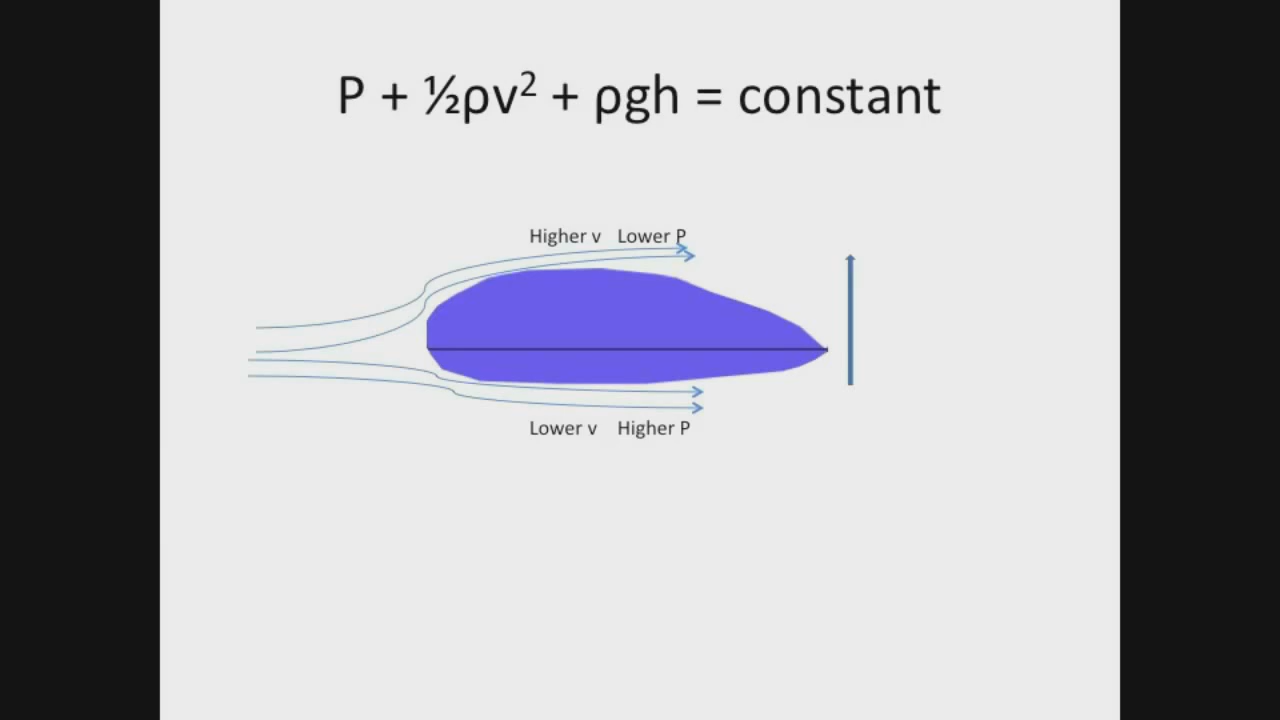 P + ½ρv² + ρgh = constant
Higher v Lower P
Lower v Higher P